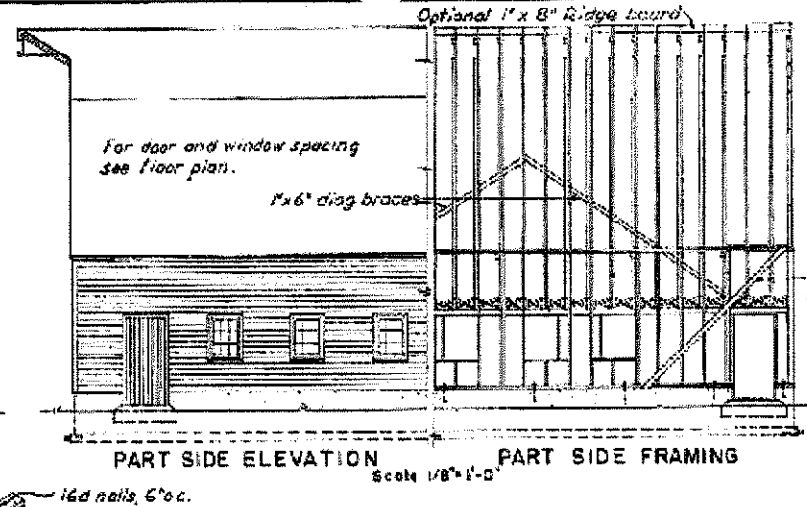 Optional 1" x 8" Ridge board
For door and window spacing
see floor plan.
1"x6" diag braces
PART SIDE ELEVATION
PART SIDE FRAMING
Scale 1/8"=1'-0"
16d nails, 6"o.c.